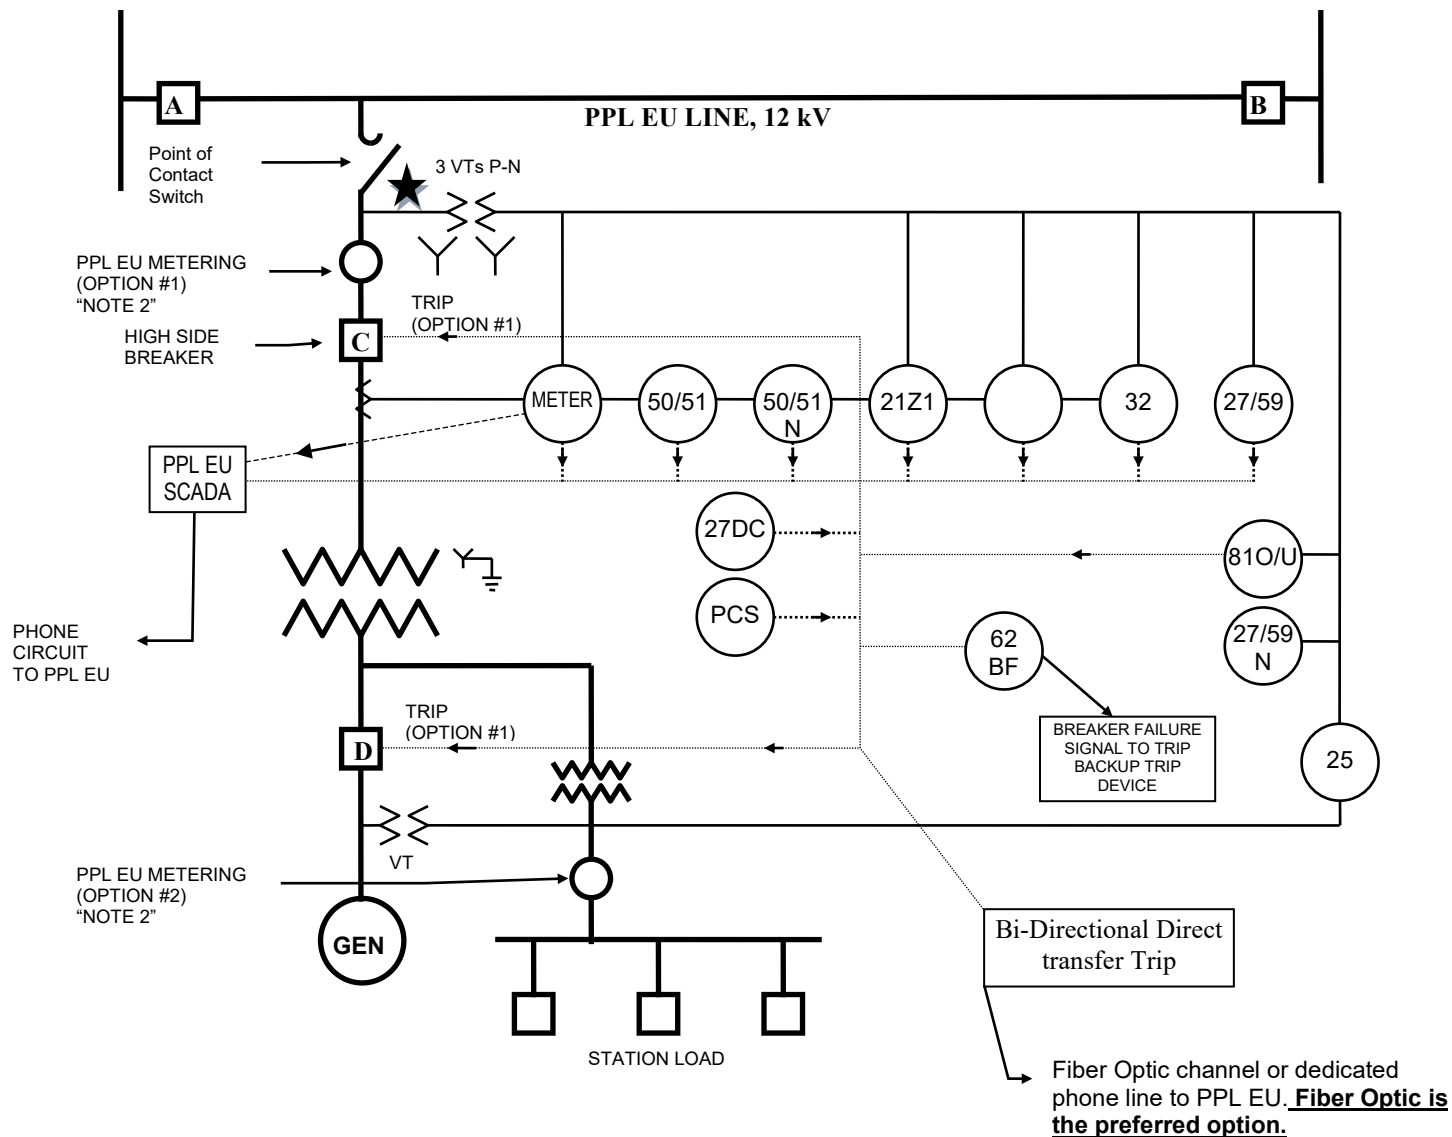 A
B
PPL EU LINE, 12 kV
Point of
Contact
Switch
3 VTs P-N
PPL EU METERING
(OPTION #1)
“NOTE 2”
TRIP
(OPTION #1)
HIGH SIDE
BREAKER
C
METER
50/51
50/51
N
21Z1
32
27/59
PPL EU
SCADA
27DC
81O/U
PCS
62
BF
27/59
N
PHONE
CIRCUIT
TO PPL EU
TRIP
(OPTION #1)
D
BREAKER FAILURE
SIGNAL TO TRIP
BACKUP TRIP
DEVICE
25
VT
PPL EU METERING
(OPTION #2)
“NOTE 2”
GEN
Bi-Directional Direct
transfer Trip
STATION LOAD
Fiber Optic channel or dedicated
phone line to PPL EU. Fiber Optic is
the preferred option.